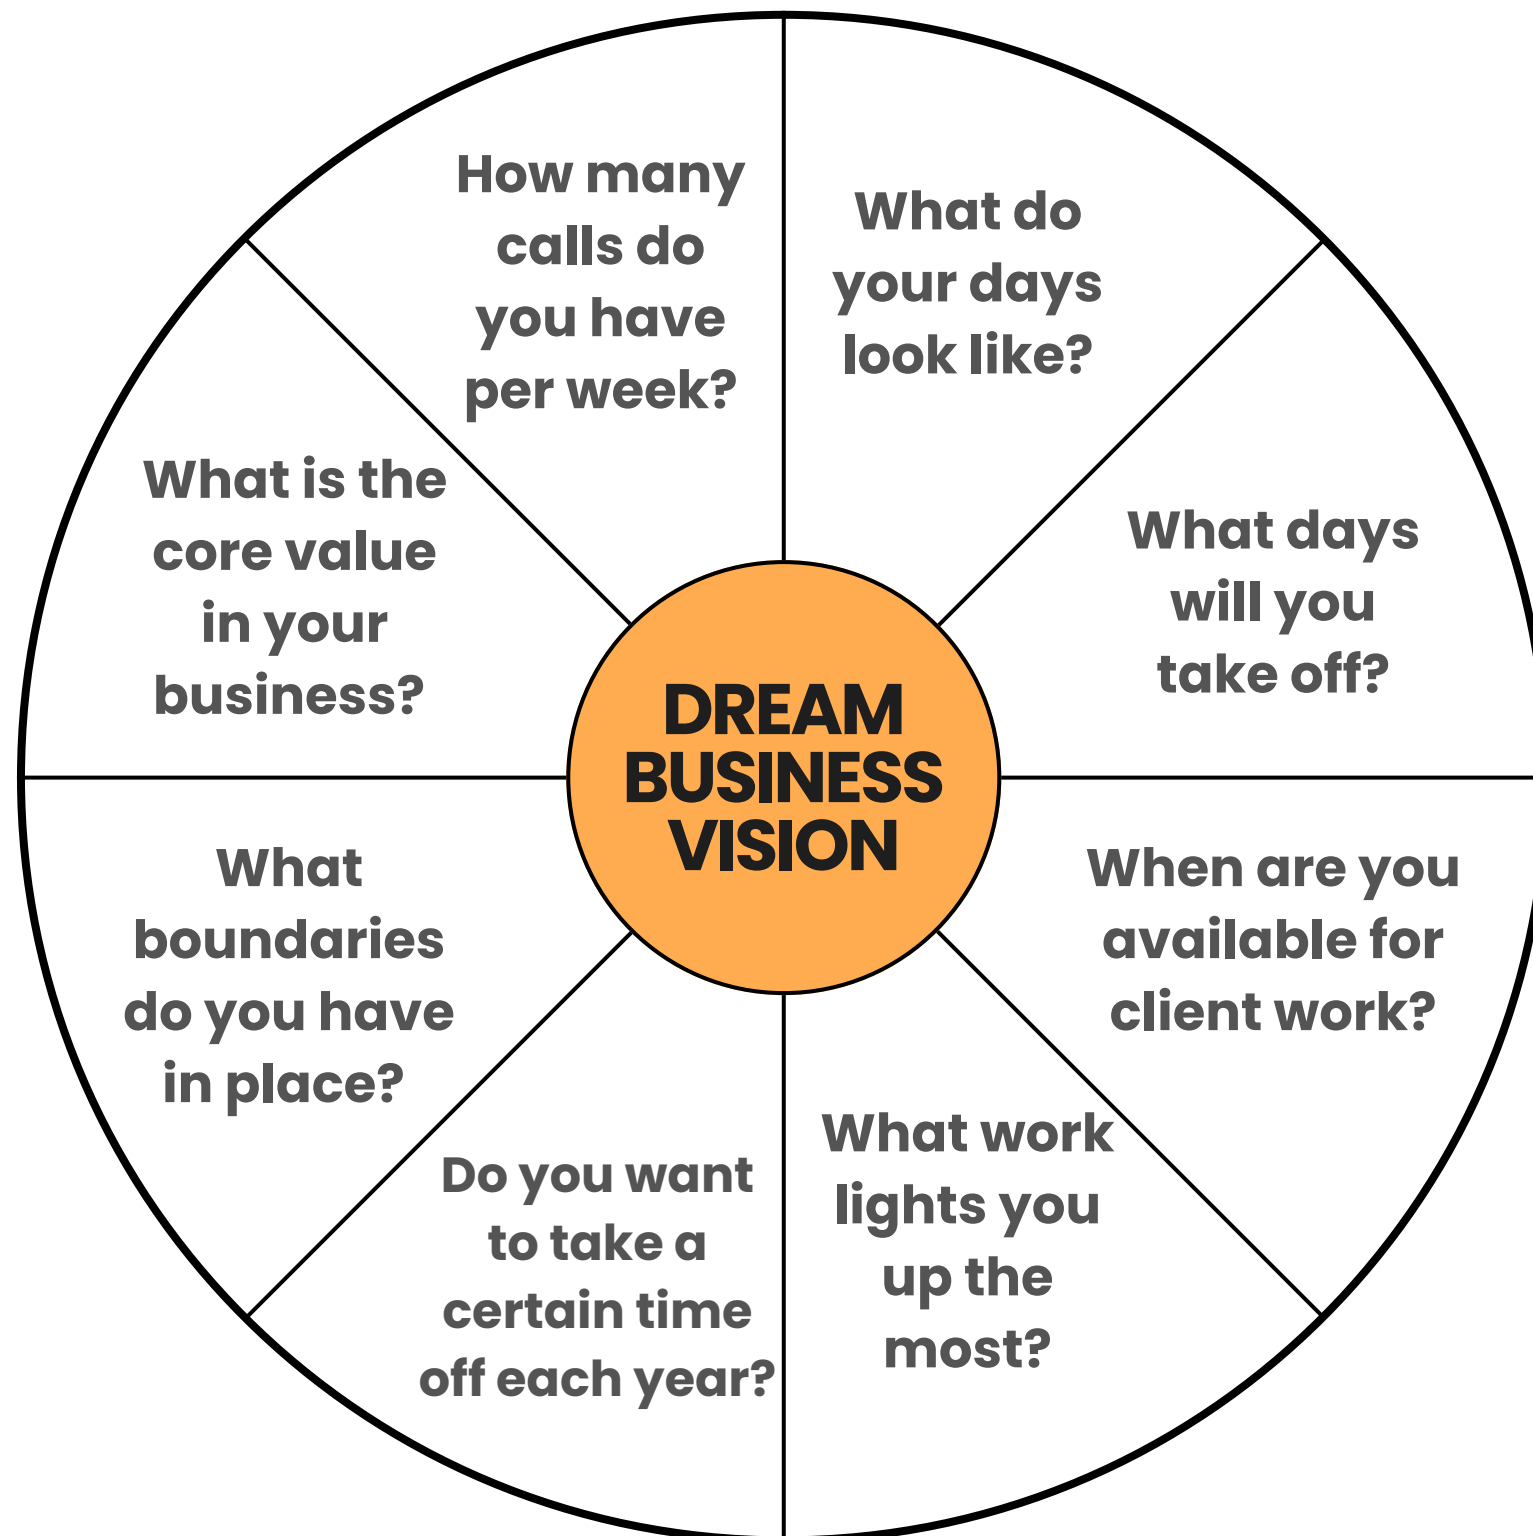 How many
calls do
you have
per week?
What do
your days
look like?
What is the
core value
in your
business?
What days
will you
take off?
DREAM
BUSINESS
VISION
What
boundaries
do you have
in place?
When are you
available for
client work?
Do you want
to take a
certain time
off each year?
What work
lights you
up the
most?